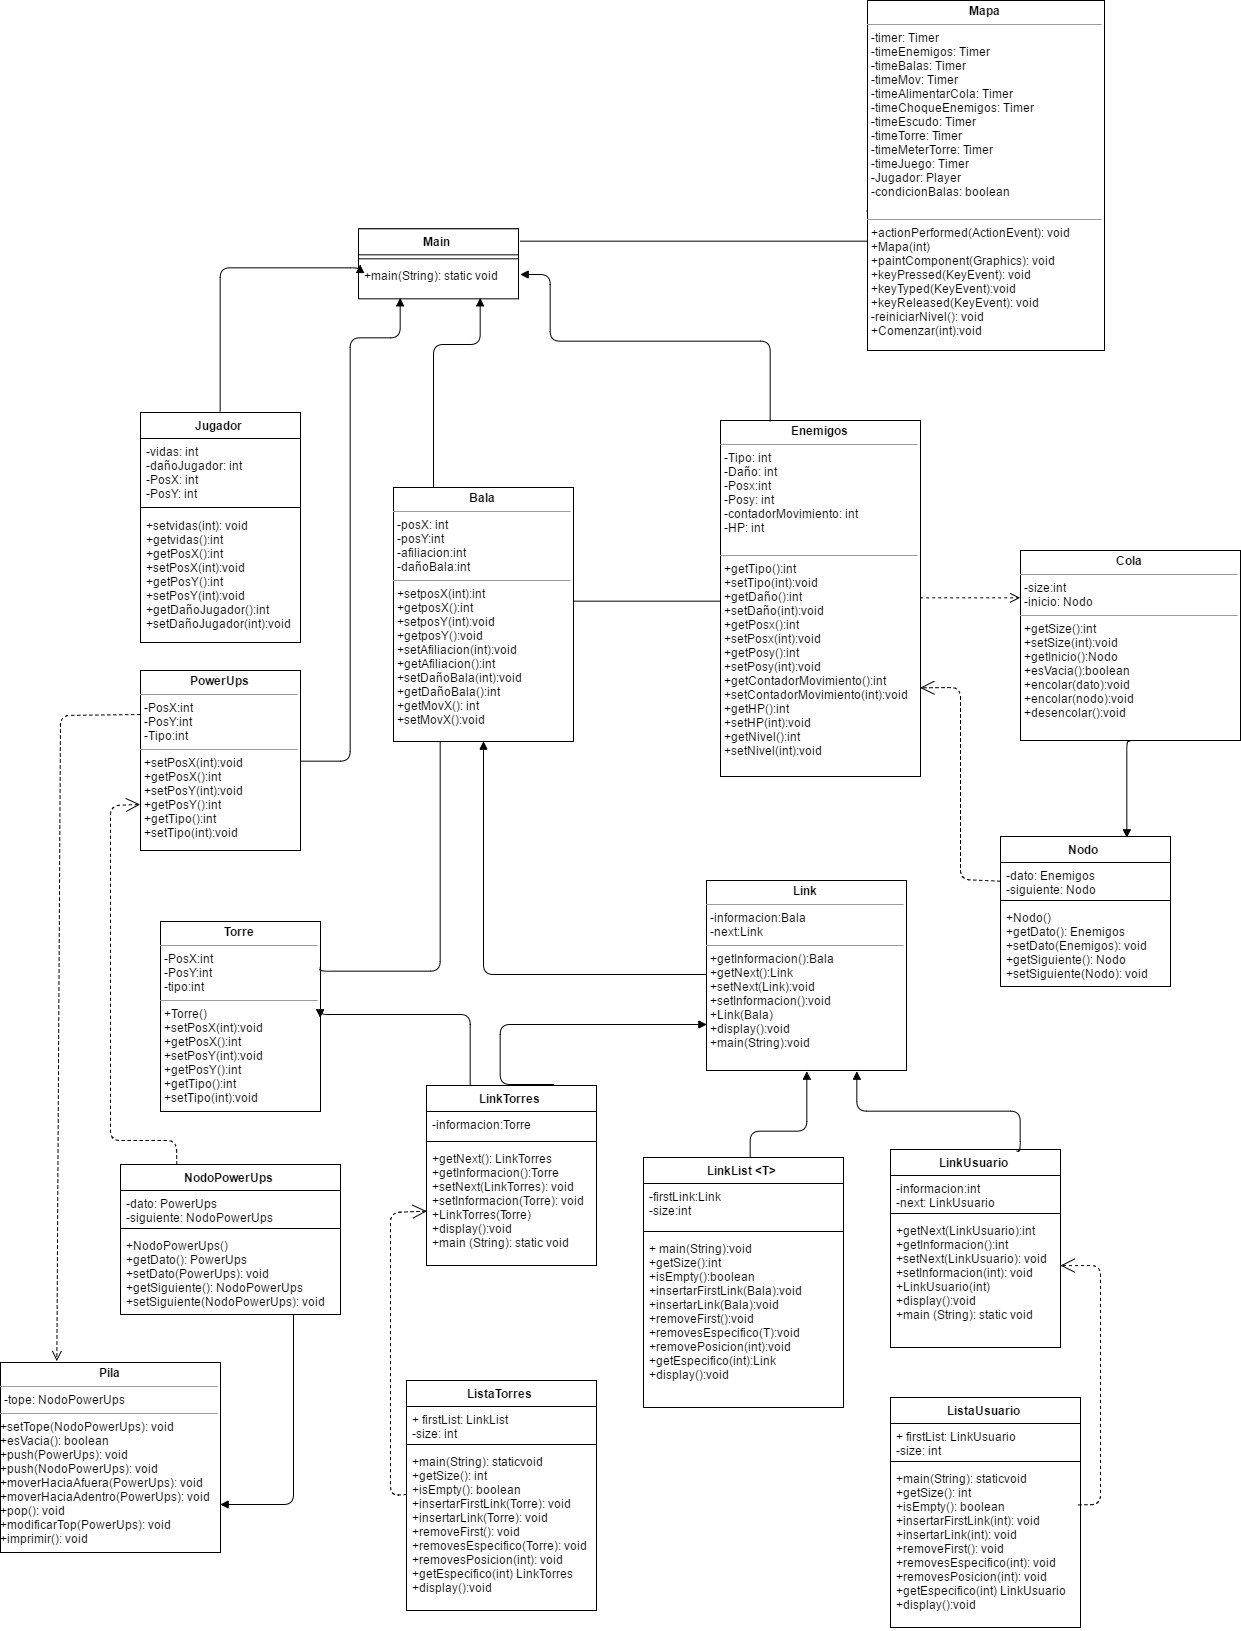 Mapa
-timer: Timer
-timeEnemigos: Timer
-timeBalas: Timer
-timeMov: Timer
-timeAlimentarCola: Timer
-timeChoqueEnemigos: Timer
-timeEscudo: Timer
-timeTorre: Timer
-timeMeterTorre: Timer
-timeJuego: Timer
-Jugador: Player
-condicionBalas: boolean
+actionPerformed(ActionEvent): void
+Mapa(int)
+paintComponent(Graphics): void
+keyPressed(KeyEvent): void
+keyTyped(KeyEvent):void
+keyReleased(KeyEvent): void
-reiniciarNivel(): void
+Comenzar(int):void
Main
+main(String): static void
Jugador
-vidas: int
-dañoJugador: int
-PosX: int
-PosY: int
+setvidas(int): void
+getvidas():int
+getPosX():int
+setPosX(int):void
+getPosY():int
+setPosY(int):void
+getDañoJugador():int
+setDañoJugador(int):void
Bala
-posX: int
-posY:int
-afiliacion:int
-dañoBala:int
+setposX(int):int
+getposX():int
+setposY(int):void
+getposY():void
+setAfiliacion(int):void
+getAfiliacion():int
+setDañoBala(int):void
+getDañoBala():int
+getMovX(): int
+setMovX():void
Enemigos
-Tipo: int
-Daño: int
-Posx:int
-Posy: int
-contadorMovimiento: int
-HP: int
+getTipo():int
+setTipo(int):void
+getDaño():int
+setDaño(int):void
+getPosx():int
+setPosx(int):void
+getPosy():int
+setPosy(int):void
+getContadorMovimiento():int
+setContadorMovimiento(int):void
+getHP():int
+setHP(int):void
+getNivel():int
+setNivel(int):void
Cola
-size:int
-inicio: Nodo
+getSize():int
+setSize(int):void
+getInicio():Nodo
+esVacia():boolean
+encolar(dato):void
+encolar(nodo):void
+desencolar():void
PowerUps
-PosX:int
-PosY:int
-Tipo:int
+setPosX(int):void
+getPosX():int
+setPosY(int):void
+getPosY():int
+getTipo():int
+setTipo(int):void
Nodo
-dato: Enemigos
-siguiente: Nodo
+Nodo()
+getDato(): Enemigos
+setDato(Enemigos): void
+getSiguiente(): Nodo
+setSiguiente(Nodo): void
Link
-informacion:Bala
-next:Link
+getInformacion():Bala
+getNext():Link
+setNext(Link):void
+setInformacion():void
+Link(Bala)
+display():void
+main(String):void
Torre
-PosX:int
-PosY:int
-tipo:int
+Torre()
+setPosX(int):void
+getPosX():int
+setPosY(int):void
+getPosY():int
+getTipo():int
+setTipo(int):void
LinkTorres
-informacion:Torre
+getNext(): LinkTorres
+getInformacion():Torre
+setNext(LinkTorres): void
+setInformacion(Torre): void
+LinkTorres(Torre)
+display():void
+main (String): static void
LinkList <T>
-firstLink:Link
-size:int
+ main(String):void
+getSize():int
+isEmpty():boolean
+insertarFirstLink(Bala):void
+insertarLink(Bala):void
+removeFirst():void
+removesEspecifico(T):void
+removePosicion(int):void
+getEspecifico(int):Link
+display():void
LinkUsuario
-informacion:int
-next: LinkUsuario
+getNext(LinkUsuario):int
+getInformacion():int
+setNext(LinkUsuario): void
+setInformacion(int): void
+LinkUsuario(int)
+display():void
+main (String): static void
NodoPowerUps
-dato: PowerUps
-siguiente: NodoPowerUps
+NodoPowerUps()
+getDato(): PowerUps
+setDato(PowerUps): void
+getSiguiente(): NodoPowerUps
+setSiguiente(NodoPowerUps): void
Pila
-tope: NodoPowerUps
+setTope(NodoPowerUps): void
+esVacia(): boolean
+push(PowerUps): void
+push(NodoPowerUps): void
+moverHaciaAfuera(PowerUps): void
+moverHaciaAdentro(PowerUps): void
+pop(): void
+modificarTop(PowerUps): void
+imprimir(): void
ListaTorres
+ firstList: LinkList
-size: int
+main(String): staticvoid
+getSize(): int
+isEmpty(): boolean
+insertarFirstLink(Torre): void
+insertarLink(Torre): void
+removeFirst(): void
+removesEspecifico(Torre): void
+removesPosicion(int): void
+getEspecifico(int) LinkTorres
+display():void
ListaUsuario
+ firstList: LinkUsuario
-size: int
+main(String): staticvoid
+getSize(): int
+isEmpty(): boolean
+insertarFirstLink(int): void
+insertarLink(int): void
+removeFirst(): void
+removesEspecifico(int): void
+removesPosicion(int): void
+getEspecifico(int) LinkUsuario
+display():void